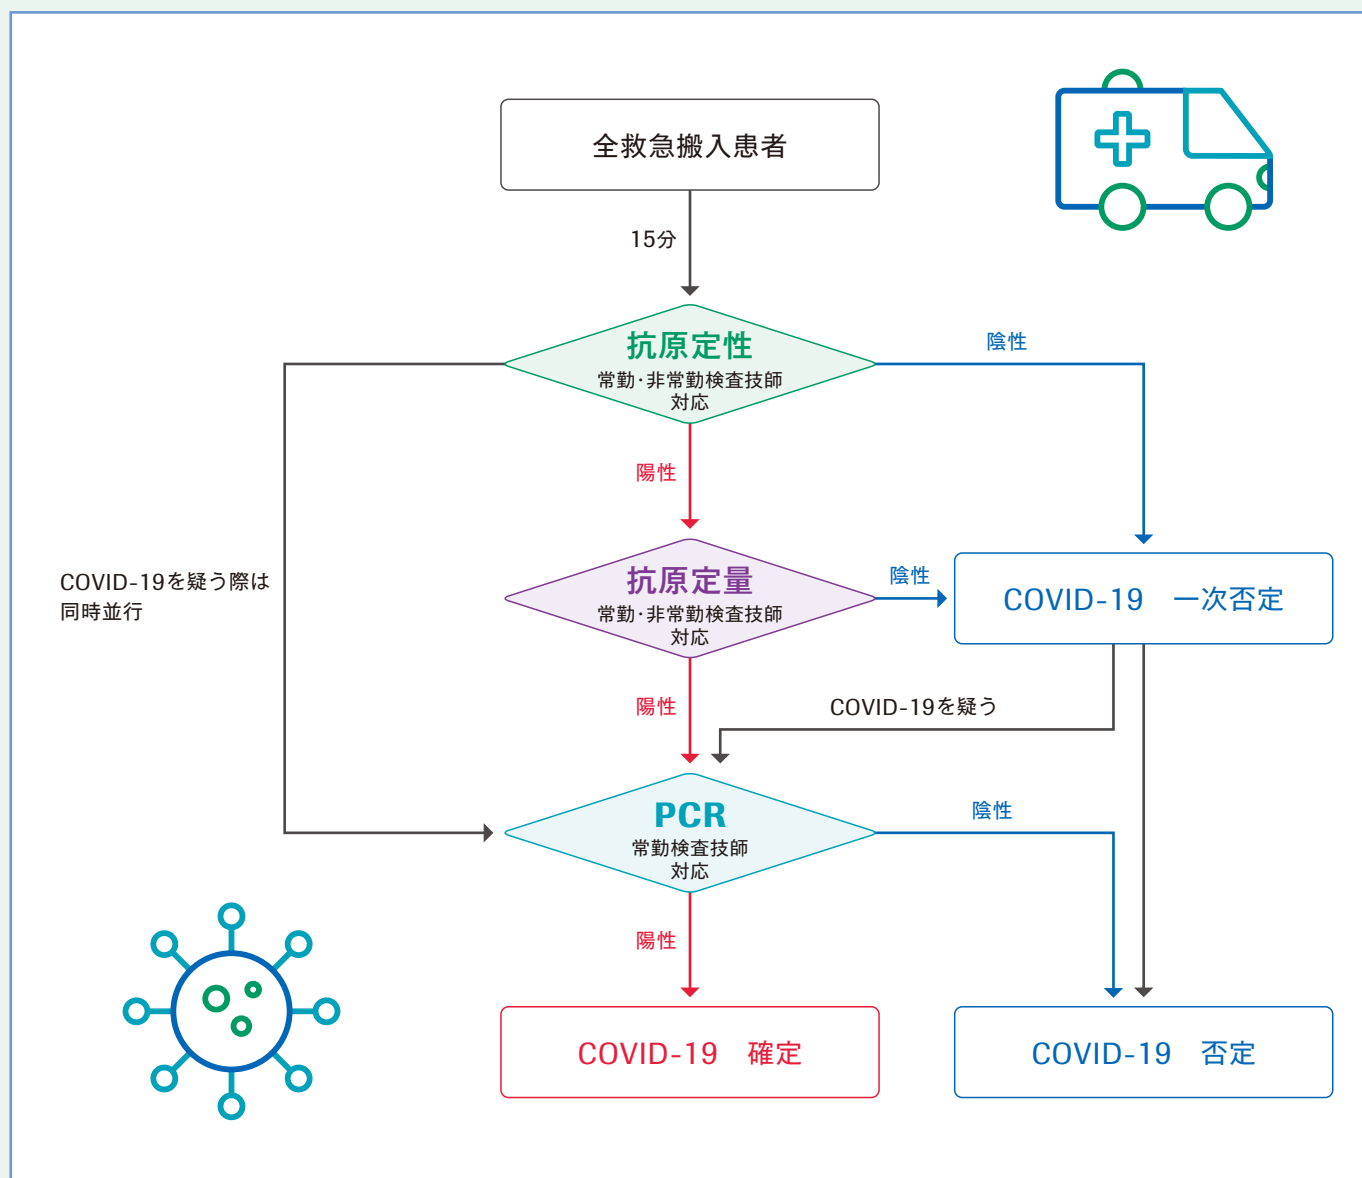 全救急搬入患者
15分
抗原定性
常勤・非常勤検査技師
対応
陰性
陽性
COVID-19を疑う際は
同時並行
抗原定量
常勤・非常勤検査技師
対応
陰性
COVID-19 一次否定
陽性
COVID-19を疑う
PCR
常勤検査技師
対応
陰性
陽性
COVID-19 確定
COVID-19 否定